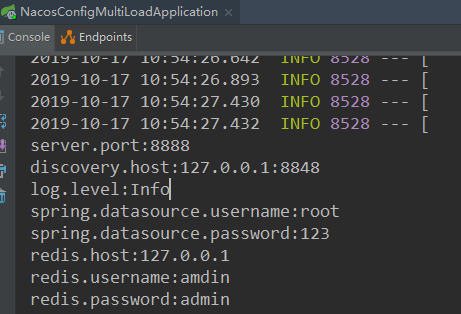 NacosConfigMultiLoadApplication ×
Console Endpoints
2019-10-17 10:54:26.642 INFO 8528 --- [
2019-10-17 10:54:26.893 INFO 8528 --- [
2019-10-17 10:54:27.430 INFO 8528 --- [
2019-10-17 10:54:27.432 INFO 8528 --- [
server.port:8888
discovery.host:127.0.0.1:8848
log.level:Info
spring.datasource.username:root
spring.datasource.password:123
redis.host:127.0.0.1
redis.username:amdin
redis.password:admin